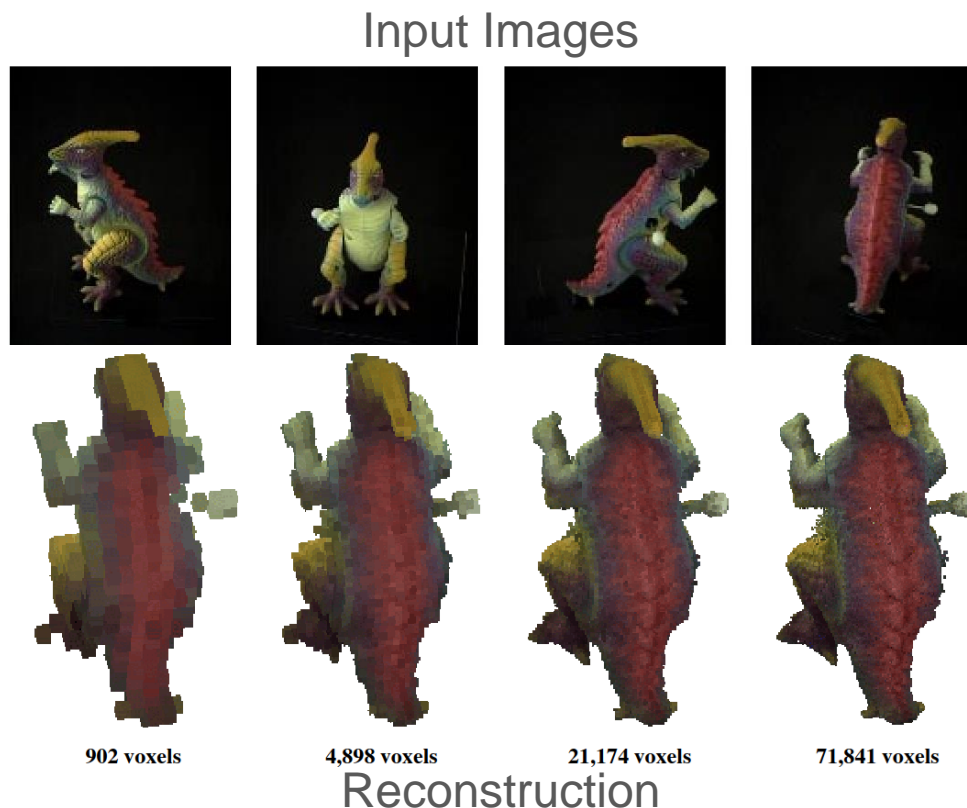 Input Images
902 voxels
4,898 voxels
21,174 voxels
71,841 voxels
Reconstruction